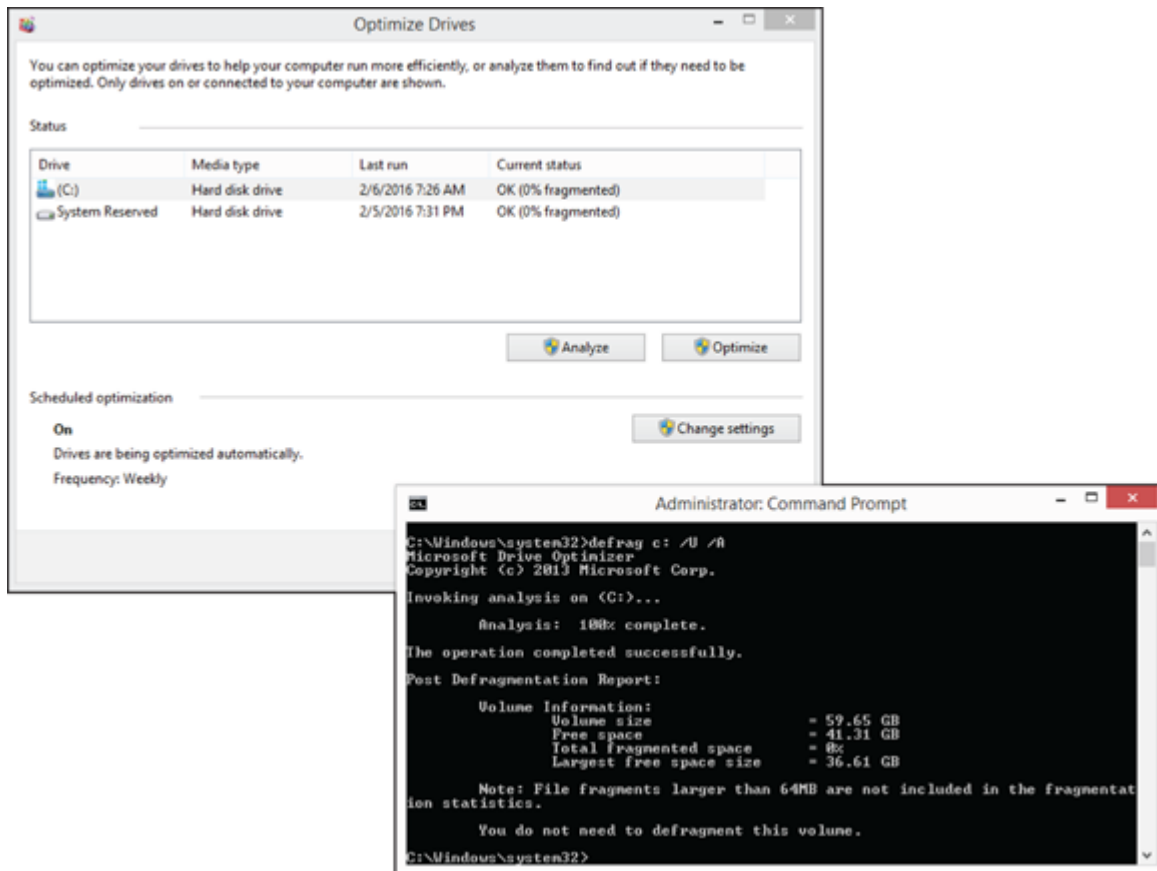 Optimize Drives
You can optimize your drives to help your computer run more efficiently, or analyze them to find out if they need to be
optimized. Only drives on or connected to your computer are shown.
Status
Drive Media type Last run Current status
(C:) Hard disk drive 2/6/2016 7:26 AM OK (0% fragmented)
System Reserved Hard disk drive 2/5/2016 7:31 PM OK (0% fragmented)
Analyze Optimize
Scheduled optimization
On
Change settings
Drives are being optimized automatically.
Frequency: Weekly
Administrator: Command Prompt
C:\Windows\system32>defrag c: /U /A
Microsoft Drive Optimizer
Copyright (c) 2013 Microsoft Corp.
Invoking analysis on (C:)...
Analysis: 100% complete.
The operation completed successfully.
Post Defragmentation Report:
Volume Information:
Volume size = 59.65 GB
Free space = 41.31 GB
Total fragmented space = 0%
Largest free space size = 36.61 GB
Note: File fragments larger than 64MB are not included in the fragmentat
ion statistics.
You do not need to defragment this volume.
C:\Windows\system32>